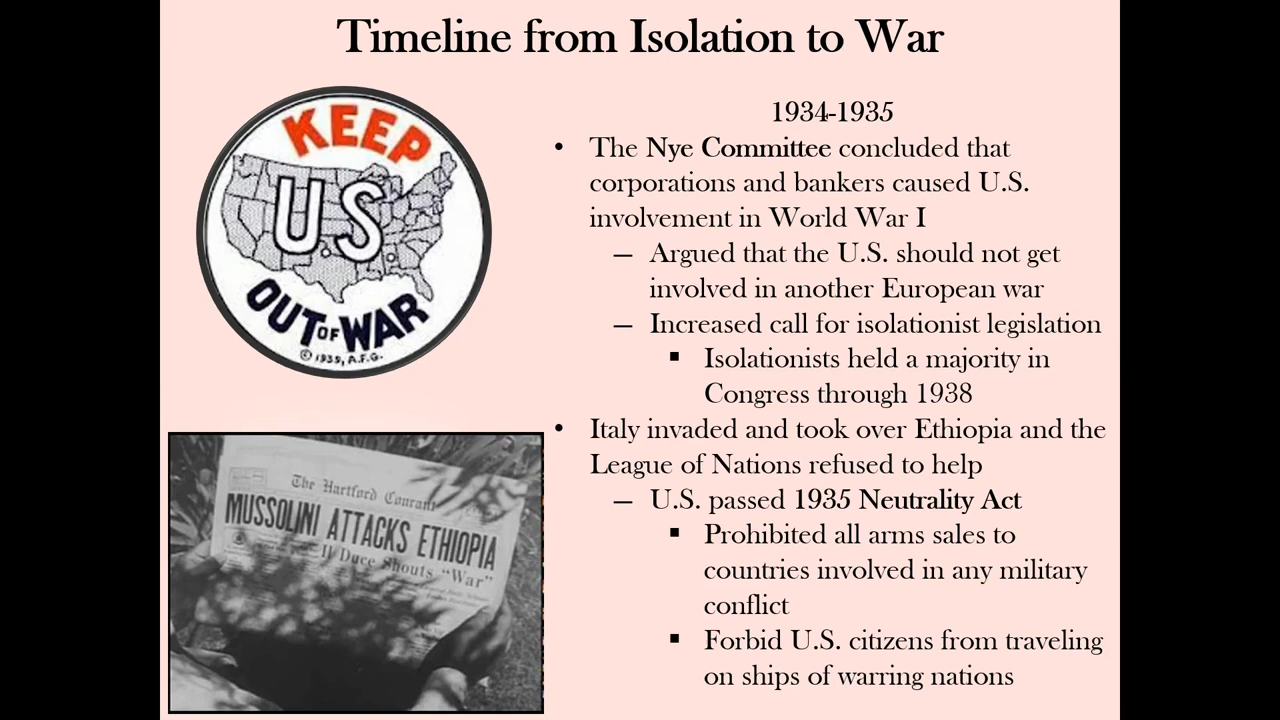 Timeline from Isolation to War
KEEP
US
OUT OF WAR
© 1939, A.F.G.
The Hartford Courant
MUSSOLINI ATTACKS ETHIOPIA
Il Duce Shouts "War"
1934-1935
• The Nye Committee concluded that
corporations and bankers caused U.S.
involvement in World War I
– Argued that the U.S. should not get
involved in another European war
– Increased call for isolationist legislation
▪ Isolationists held a majority in
Congress through 1938
• Italy invaded and took over Ethiopia and the
League of Nations refused to help
– U.S. passed 1935 Neutrality Act
▪ Prohibited all arms sales to
countries involved in any military
conflict
▪ Forbid U.S. citizens from traveling
on ships of warring nations